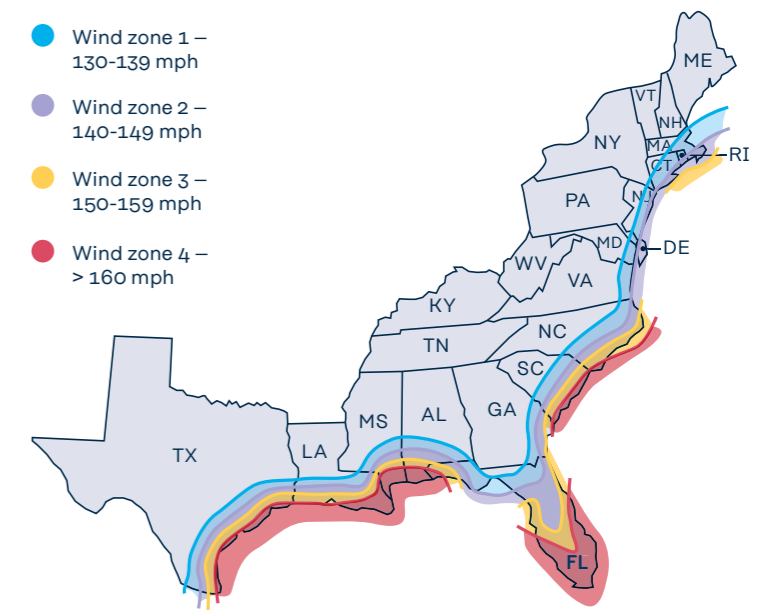 Wind zone 1 –
130-139 mph
Wind zone 2 –
140-149 mph
Wind zone 3 –
150-159 mph
Wind zone 4 –
> 160 mph
ME
VT
NH
NY
MA
CT
RI
PA
MD
DE
WV
VA
KY
NC
TN
SC
MS
AL
GA
LA
TX
FL